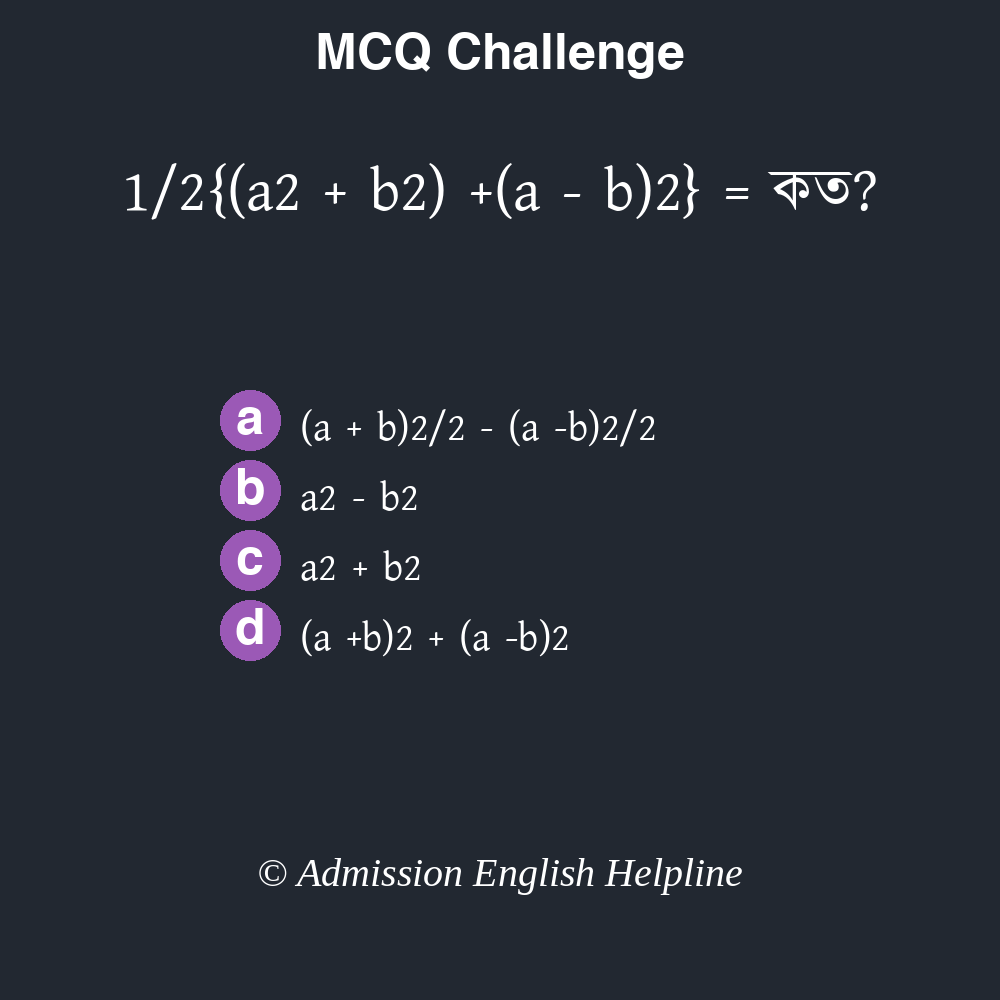 MCQ Challenge
1/2{(a2 + b2) +(a - b)2} = কত?
a (a + b)2/2 - (a -b)2/2
b a2 - b2
c a2 + b2
d (a +b)2 + (a -b)2
© Admission English Helpline